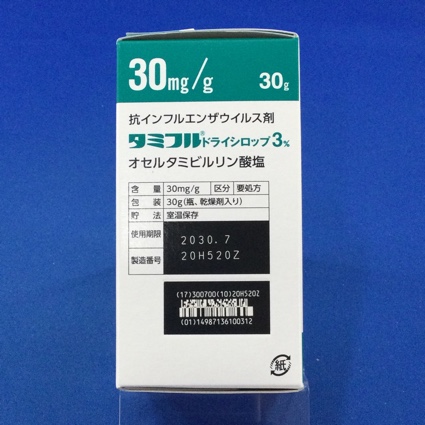 30mg/g 30g
抗インフルエンザウイルス剤
タミフル®ドライシロップ3%
オセルタミビルリン酸塩
含 量 30mg/g 区分 要処方
包 装 30g(瓶、乾燥剤入り)
貯 法 室温保存
使用期限 2030.7
製造番号 20H520Z
(17)300700(10)20H520Z
(01)14987136100312
紙